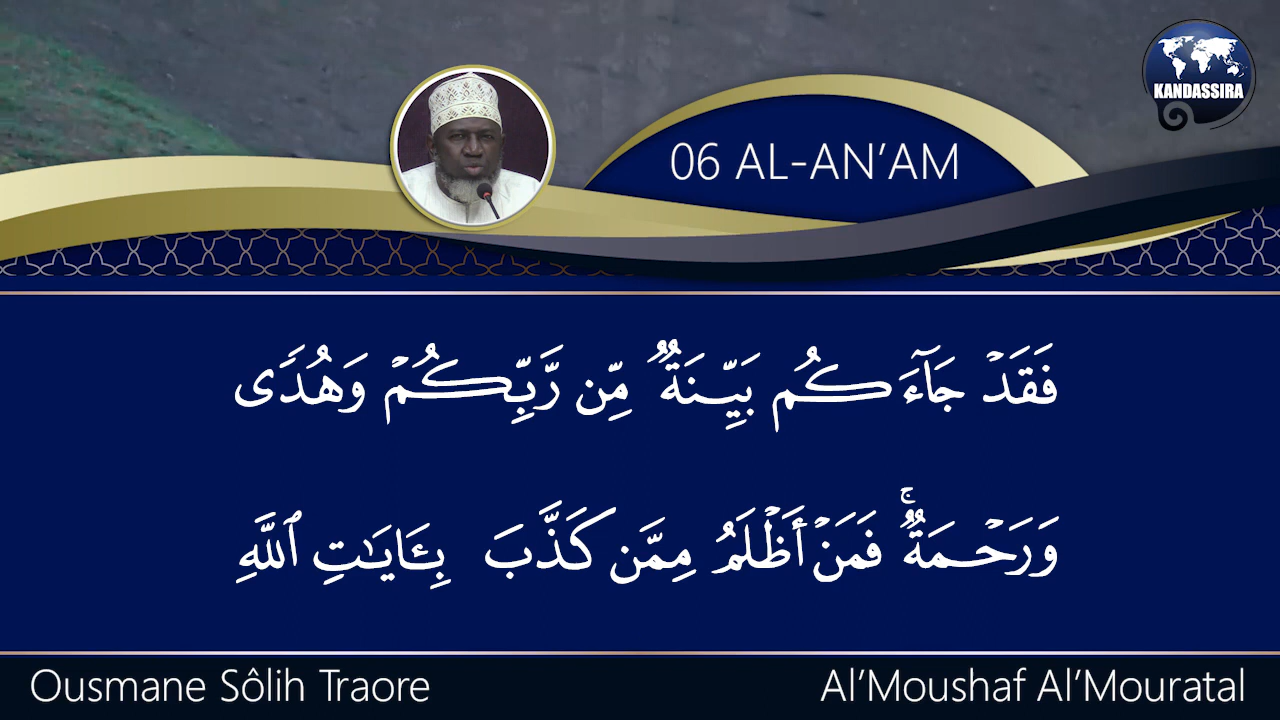 KANDASSIRA
06 AL-AN’AM
فَقَدۡ جَآءَكُم بَيِّنَةٞ مِّن رَّبِّكُمۡ وَهُدٗى
وَرَحۡمَةٞۚ فَمَنۡ أَظۡلَمُ مِمَّن كَذَّبَ بِـَٔايَٰتِ ٱللَّهِ
Ousmane Sôlih Traore
Al’Moushaf Al’Mouratal